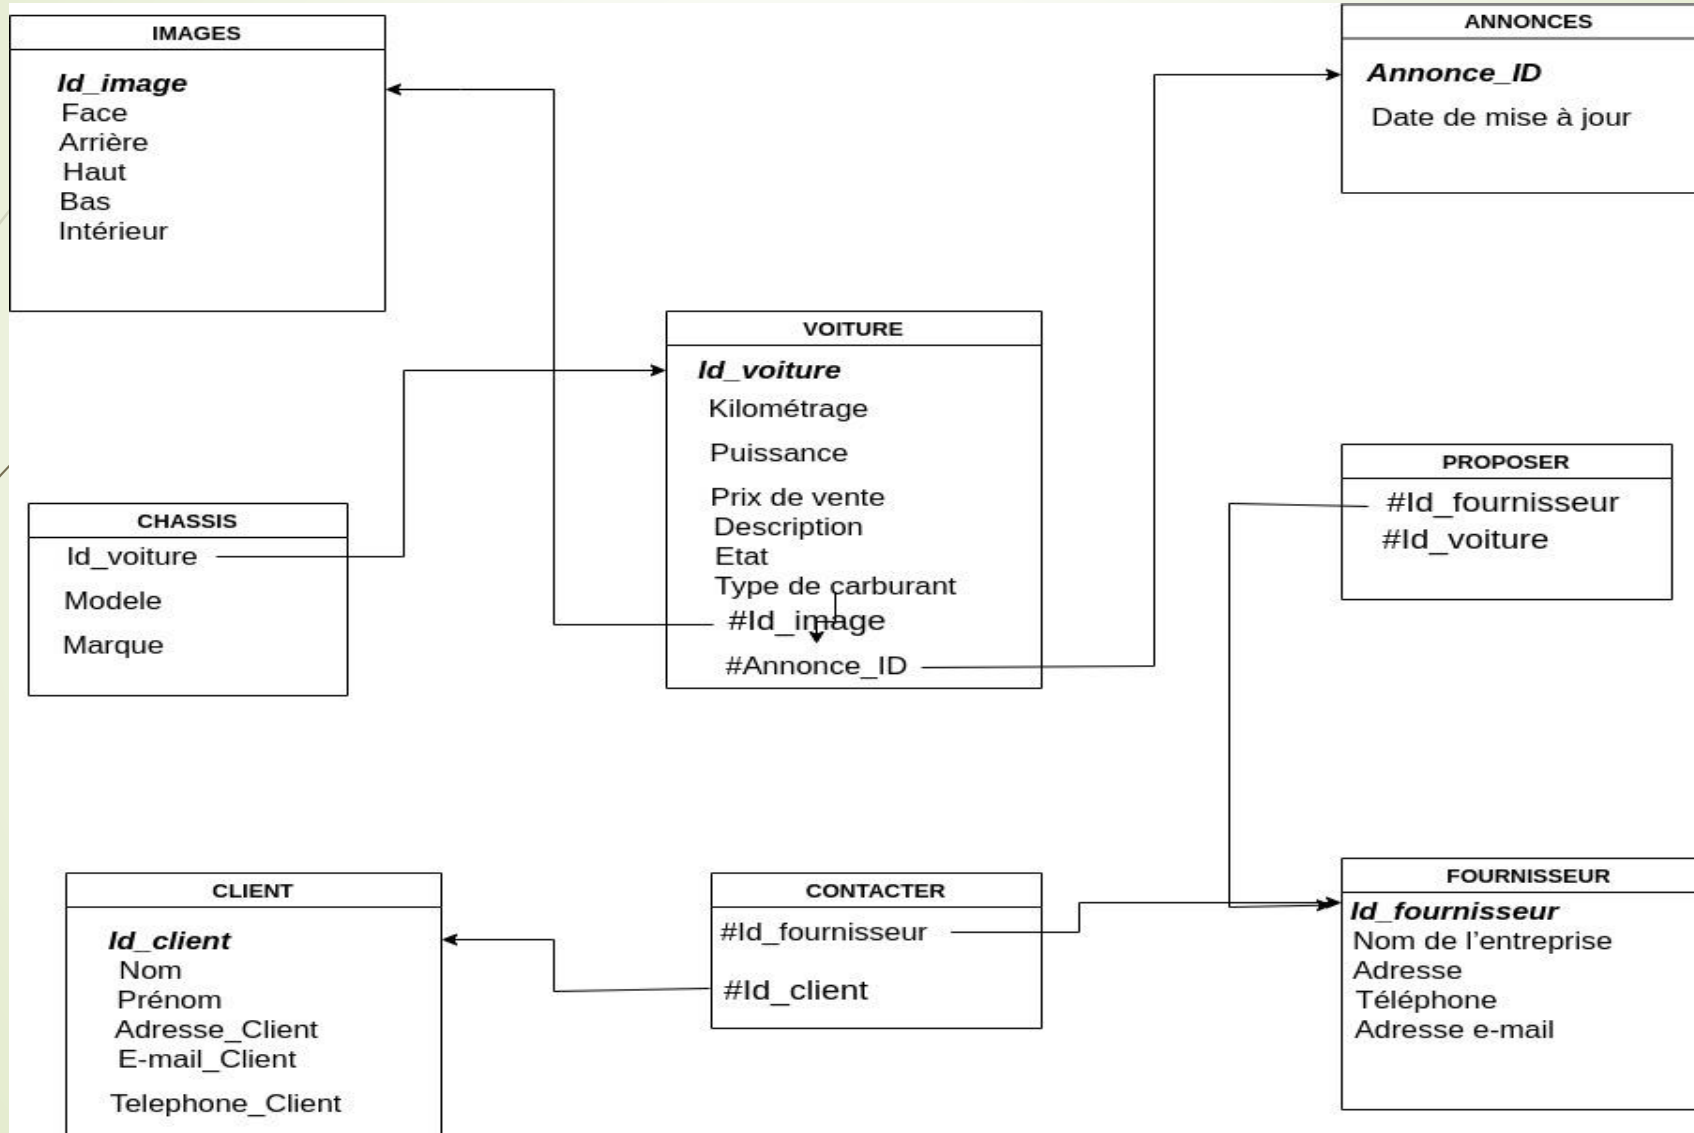 IMAGES
Id_image
Face
Arrière
Haut
Bas
Intérieur
ANNONCES
Annonce_ID
Date de mise à jour
VOITURE
Id_voiture
Kilométrage
Puissance
Prix de vente
Description
Etat
Type de carburant
#Id_image
#Annonce_ID
CHASSIS
Id_voiture
Modele
Marque
PROPOSER
#Id_fournisseur
#Id_voiture
CLIENT
Id_client
Nom
Prénom
Adresse_Client
E-mail_Client
Telephone_Client
CONTACTER
#Id_fournisseur
#Id_client
FOURNISSEUR
Id_fournisseur
Nom de l’entreprise
Adresse
Téléphone
Adresse e-mail